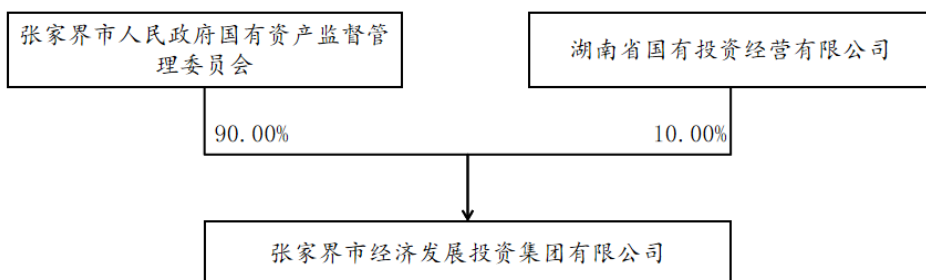 张家界市人民政府国有资产监督管
理委员会
湖南省国有投资经营有限公司
90.00%
10.00%
张家界市经济发展投资集团有限公司